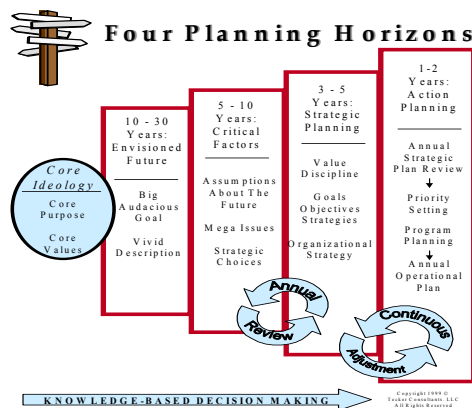 Four Planning Horizons
Core
Ideology
Core
Purpose
Core
Values
10 - 30
Years:
Envisioned
Future
Big
Audacious
Goal
Vivid
Description
5 - 10
Years:
Critical
Factors
Assumptions
About The
Future
Mega Issues
Strategic
Choices
3 - 5
Years:
Strategic
Planning
Value
Discipline
Goals
Objectives
Strategies
Organizational
Strategy
1-2
Years:
Action
Planning
Annual
Strategic
Plan Review
Priority
Setting
Program
Planning
Annual
Operational
Plan
Annual
Review
Continuous
Adjustment
KNOWLEDGE-BASED DECISION MAKING
Copyright 1999 ©
Tecker Consultants, LLC
All Rights Reserved